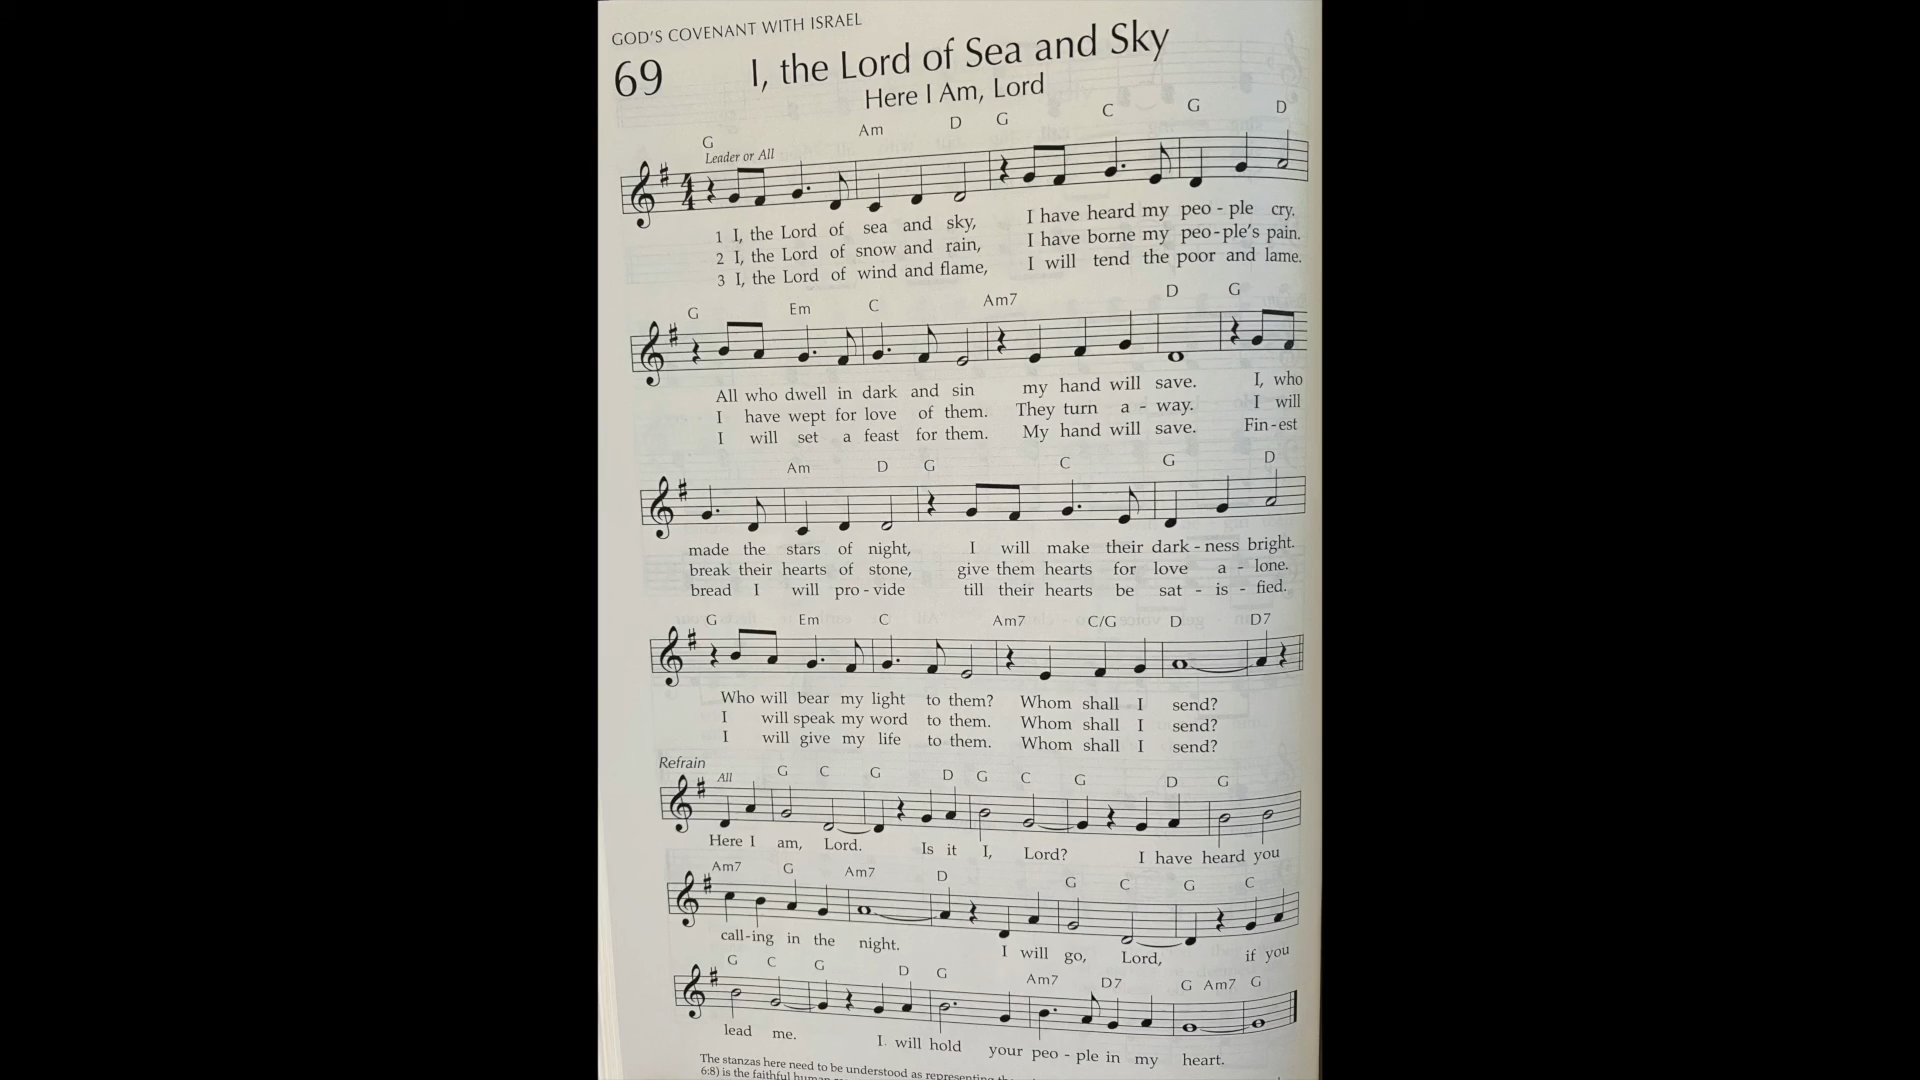 GOD'S COVENANT WITH ISRAEL
69 I, the Lord of Sea and Sky
Here I Am, Lord
G Am D G C G D
Leader or All
1 I, the Lord of sea and sky, I have heard my peo - ple cry.
2 I, the Lord of snow and rain, I have borne my peo - ple's pain.
3 I, the Lord of wind and flame, I will tend the poor and lame.
G Em C Am7 D G
All who dwell in dark and sin my hand will save. I, who
I have wept for love of them. They turn a - way. I will
I will set a feast for them. My hand will save. Fin - est
Am D G C G D
made the stars of night, I will make their dark - ness bright.
break their hearts of stone, give them hearts for love a - lone.
bread I will pro - vide till their hearts be sat - is - fied.
G Em C Am7 C/G D D7
Who will bear my light to them? Whom shall I send?
I will speak my word to them. Whom shall I send?
I will give my life to them. Whom shall I send?
Refrain
All G C G D G C G D G
Here I am, Lord. Is it I, Lord? I have heard you
Am7 G Am7 D G C G C
call-ing in the night. I will go, Lord, if you
G C G D G Am7 D7 G Am7 G
lead me. I will hold your peo - ple in my heart.
The stanzas here need to be understood as representing
6:8) is the faithful